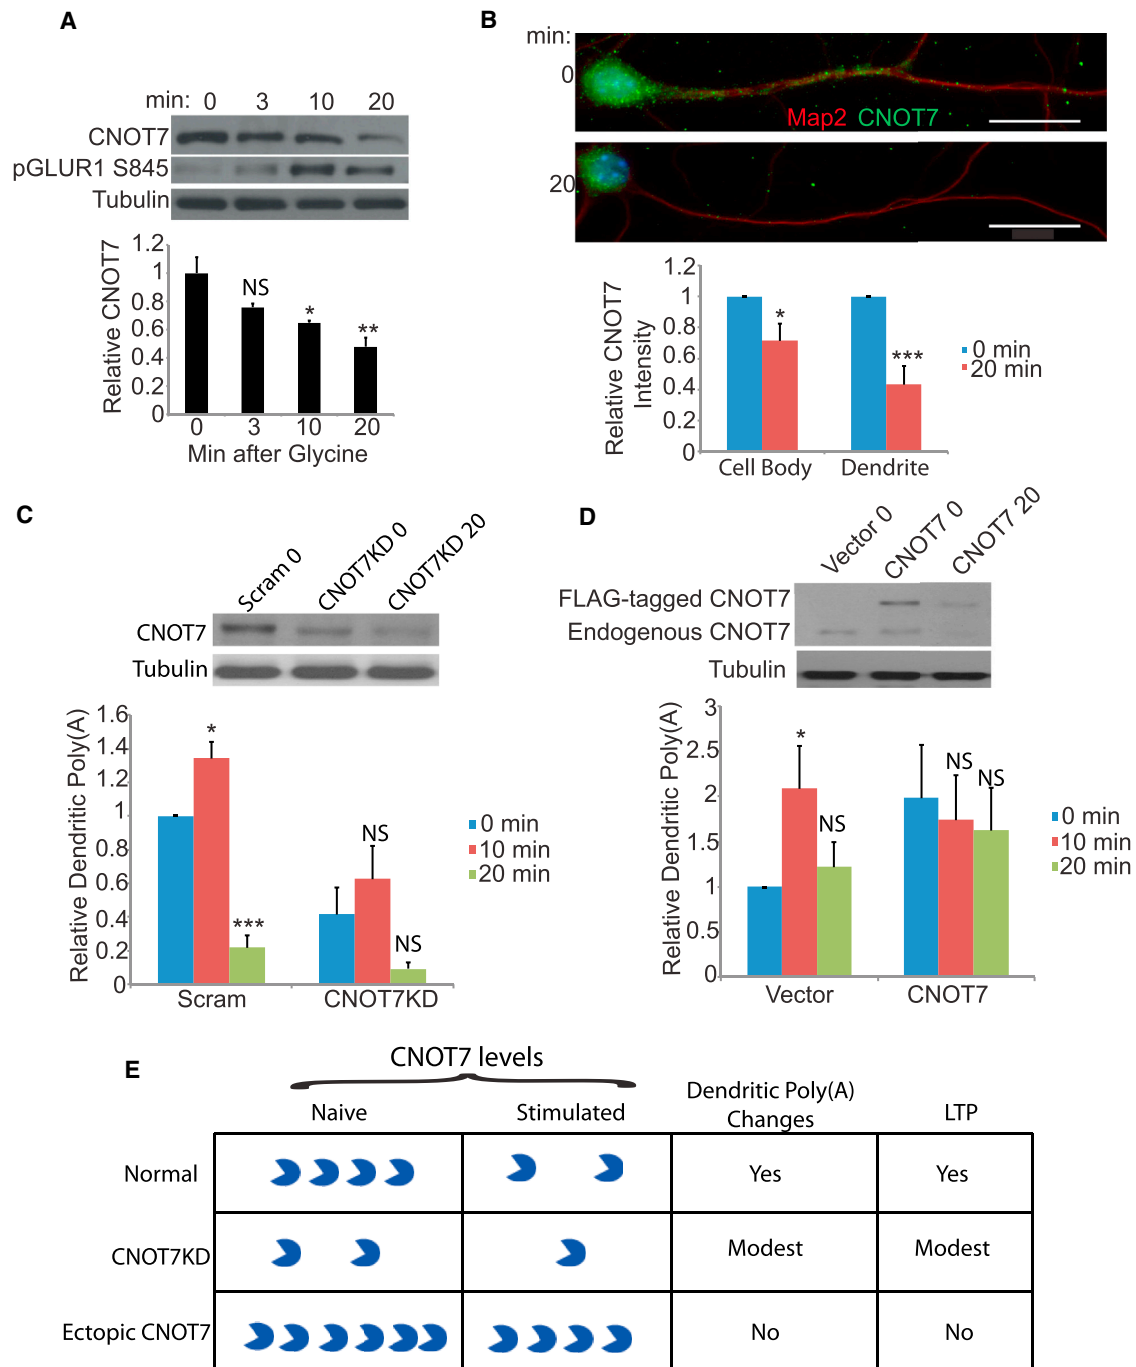 A
min: 0 3 10 20
CNOT7
pGLUR1 S845
Tubulin
Relative CNOT7
1.2
1
0.8
0.6
0.4
0.2
0
NS
*
**
0 3 10 20
Min after Glycine
B
min:
0
Map2 CNOT7
20
Relative CNOT7
Intensity
1.2
1
0.8
0.6
0.4
0.2
0
*
***
0 min
20 min
Cell Body Dendrite
C
Scram 0
CNOT7KD 0
CNOT7KD 20
CNOT7
Tubulin
Relative Dendritic Poly(A)
1.6
1.4
1.2
1
0.8
0.6
0.4
0.2
0
*
***
NS
NS
0 min
10 min
20 min
Scram CNOT7KD
D
Vector 0
CNOT7 0
CNOT7 20
FLAG-tagged CNOT7
Endogenous CNOT7
Tubulin
Relative Dendritic Poly(A)
3
2.5
2
1.5
1
0.5
0
*
NS
NS
NS
0 min
10 min
20 min
Vector CNOT7
E
CNOT7 levels
Naive Stimulated
Dendritic Poly(A)
Changes
LTP
Normal Yes Yes
CNOT7KD Modest Modest
Ectopic CNOT7 No No